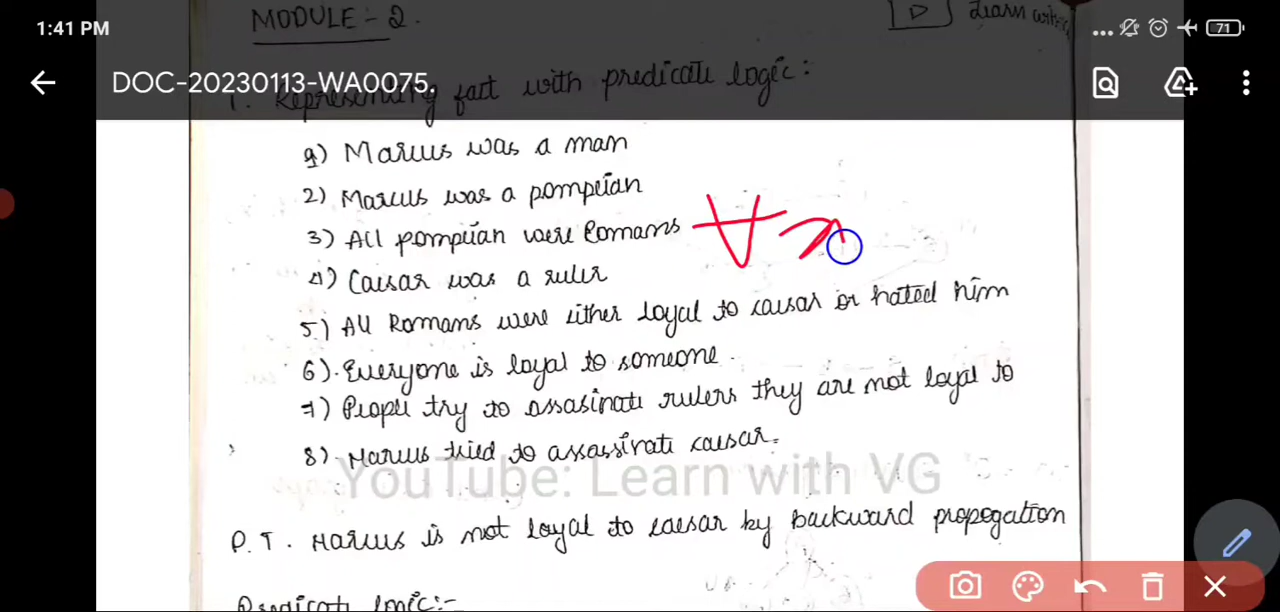 MODULE :- 2.
Learn with
1:41 PM
71
DOC-20230113-WA0075.
1. Representing fact with predicate logic :
1) Marcus was a man
2) Marcus was a pompeian
3) All pompeian were Romans ∀ x
4) Caesar was a ruler
5) All Romans were either loyal to caesar or hated him
6). Everyone is loyal to someone.
7) People try to assasinate rulers they are not loyal to
8). Marcus tried to assassinate caesar.
YouTube: Learn with VG
P.T. Marcus is not loyal to caesar by backward propogation
Predicate logic:-